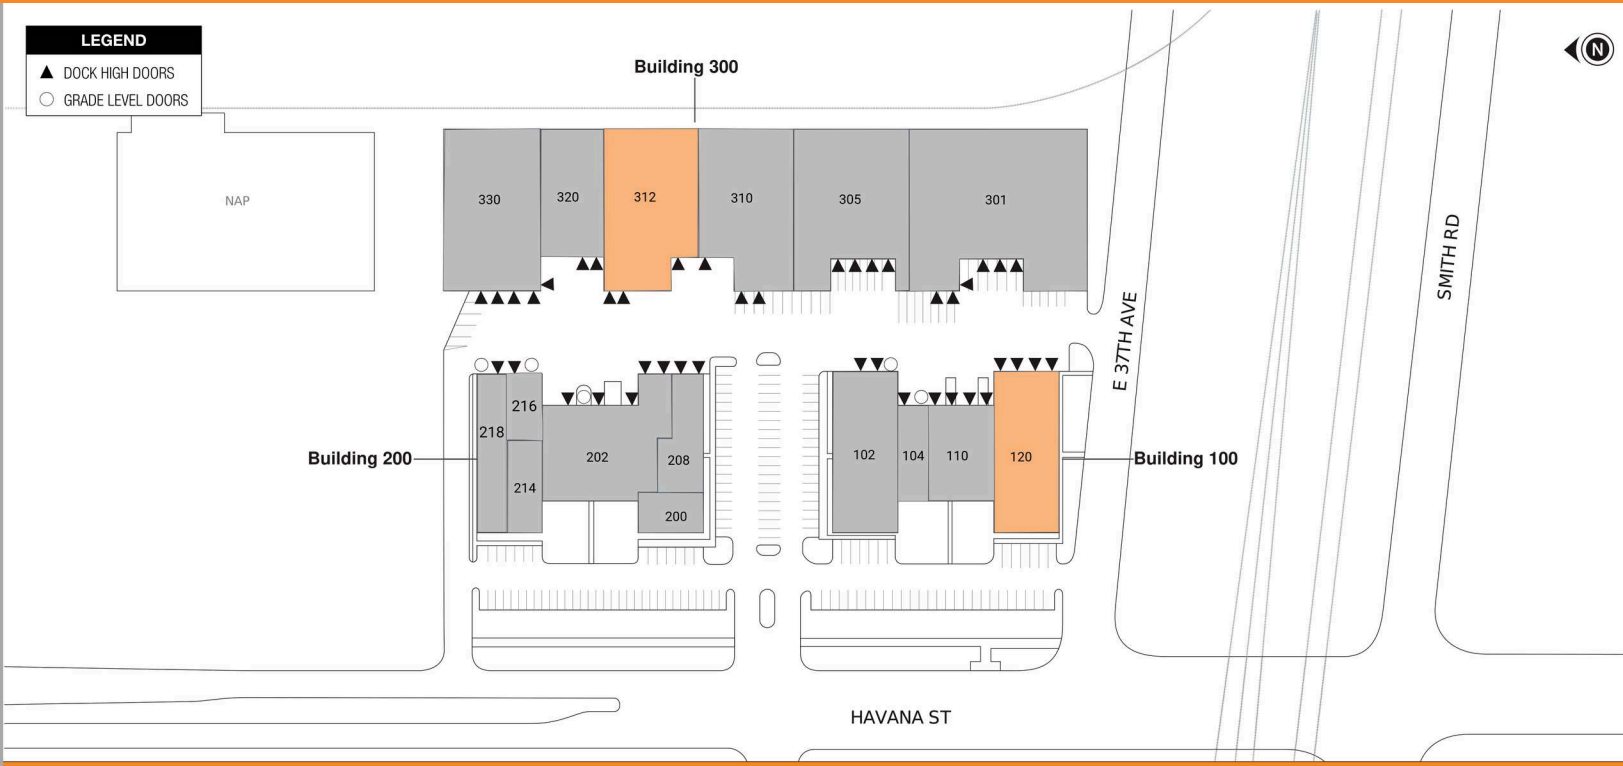 LEGEND
DOCK HIGH DOORS
GRADE LEVEL DOORS
N
Building 300
NAP
330
320
312
310
305
301
SMITH RD
E 37TH AVE
216
218
214
202
208
200
Building 200
102
104
110
120
Building 100
HAVANA ST